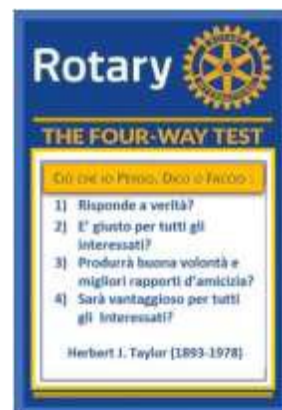 Rotary
THE FOUR-WAY TEST
CIÒ CHE IO PENSO, DICO O FACCIO :
1) Risponde a verità?
2) E' giusto per tutti gli
interessati?
3) Produrrà buona volontà e
migliori rapporti d'amicizia?
4) Sarà vantaggioso per tutti
gli Interessati?
Herbert J. Taylor (1893-1978)